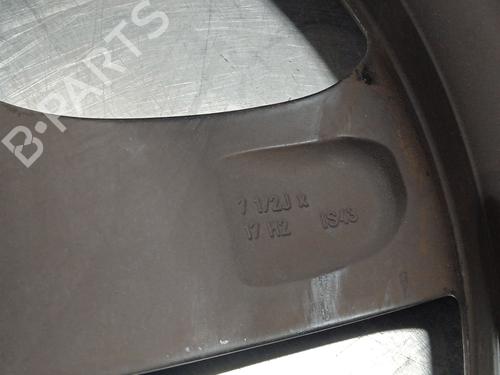 B-PARTS
7 1/2J x
17 H2 IS43